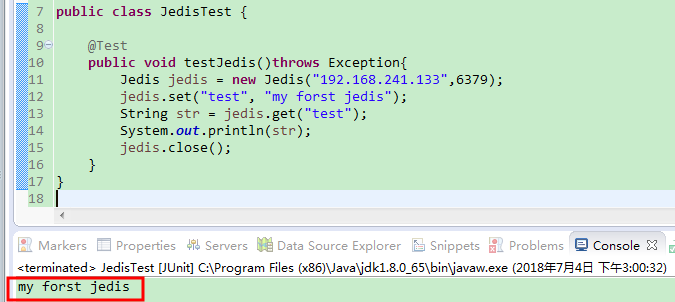 7 public class JedisTest {
8
9 @Test
10 public void testJedis()throws Exception{
11 Jedis jedis = new Jedis("192.168.241.133",6379);
12 jedis.set("test", "my forst jedis");
13 String str = jedis.get("test");
14 System.out.println(str);
15 jedis.close();
16 }
17 }
18
Markers Properties Servers Data Source Explorer Snippets Problems Console
<terminated> JedisTest [JUnit] C:\Program Files (x86)\Java\jdk1.8.0_65\bin\javaw.exe (2018年7月4日 下午3:00:32)
my forst jedis